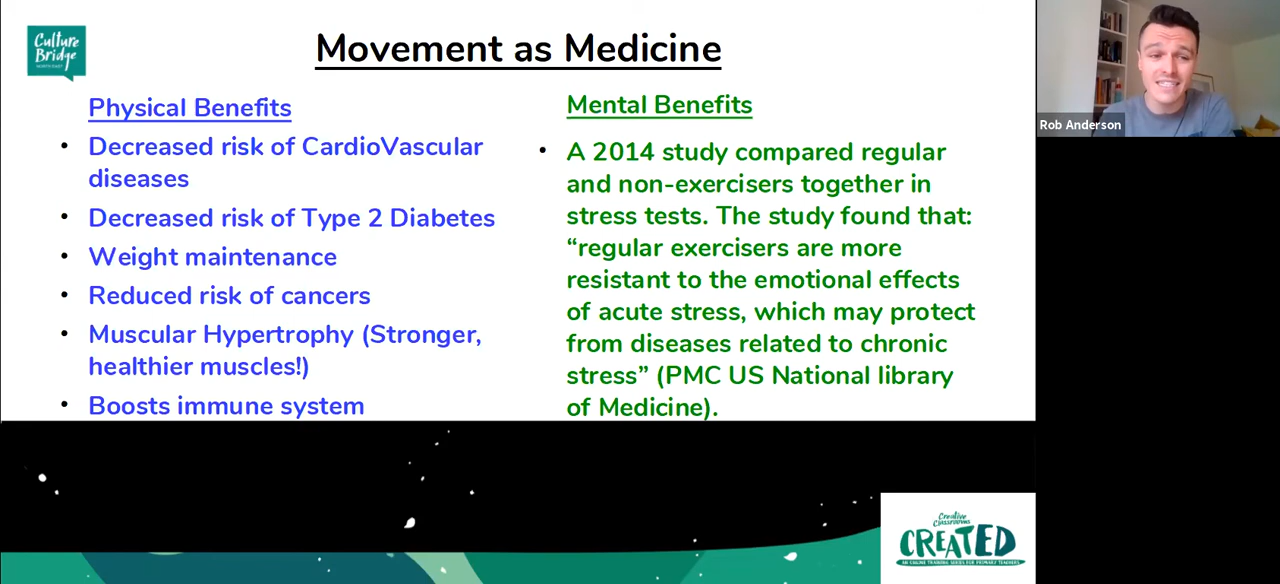 Culture
Bridge
NORTH EAST
Movement as Medicine
Physical Benefits
• Decreased risk of CardioVascular
diseases
• Decreased risk of Type 2 Diabetes
• Weight maintenance
• Reduced risk of cancers
• Muscular Hypertrophy (Stronger,
healthier muscles!)
• Boosts immune system
Mental Benefits
• A 2014 study compared regular
and non-exercisers together in
stress tests. The study found that:
“regular exercisers are more
resistant to the emotional effects
of acute stress, which may protect
from diseases related to chronic
stress” (PMC US National library
of Medicine).
Rob Anderson
Creative
Classrooms
CREATED
AN ONLINE TRAINING SERIES FOR PRIMARY TEACHERS